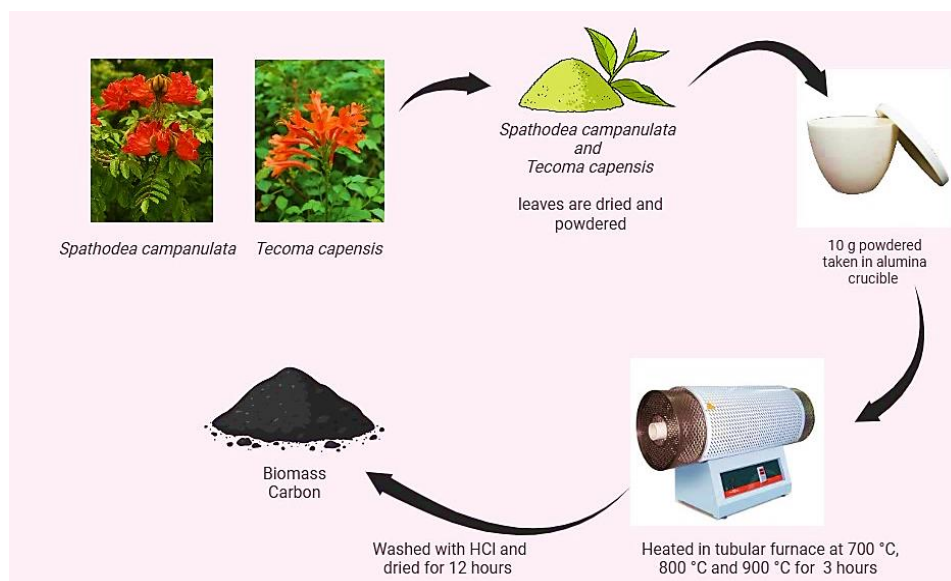 Spathodea campanulata
Tecoma capensis
Spathodea campanulata
and
Tecoma capensis
leaves are dried and
powdered
10 g powdered
taken in alumina
crucible
Heated in tubular furnace at 700 °C,
800 °C and 900 °C for 3 hours
Washed with HCl and
dried for 12 hours
Biomass
Carbon